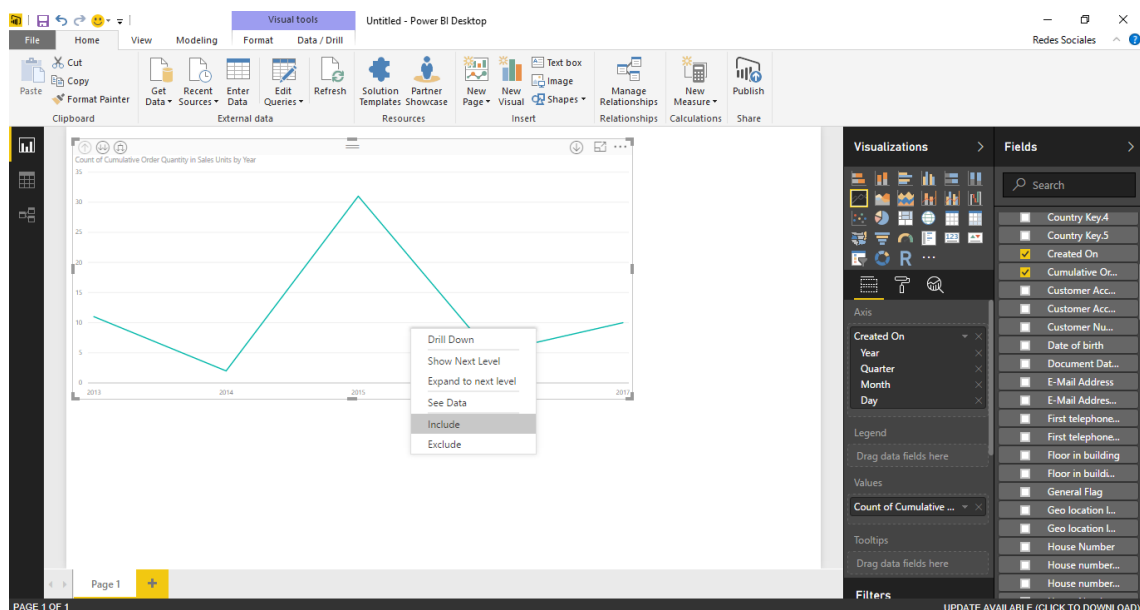 Visual tools
Untitled - Power BI Desktop
File
Home
View
Modeling
Format
Data / Drill
Redes Sociales
?
Paste
Cut
Copy
Format Painter
Get Data
Recent Sources
Enter Data
Edit Queries
Refresh
Solution Templates
Partner Showcase
New Page
New Visual
Text box
Image
Shapes
Manage Relationships
New Measure
Publish
Clipboard
External data
Resources
Insert
Relationships
Calculations
Share
Count of Cumulative Order Quantity in Sales Units by Year
35
30
25
20
15
10
5
0
2013
2014
2015
2017
Drill Down
Show Next Level
Expand to next level
See Data
Include
Exclude
Visualizations
123
R
Axis
Created On
Year
Quarter
Month
Day
Legend
Drag data fields here
Values
Count of Cumulative ...
Tooltips
Drag data fields here
Filters
Fields
Search
Country Key.4
Country Key.5
Created On
Cumulative Or...
Customer Acc...
Customer Acc...
Customer Nu...
Date of birth
Document Dat...
E-Mail Address
E-Mail Addres...
First telephone...
First telephone...
Floor in building
Floor in buildi...
General Flag
Geo location l...
Geo location l...
House Number
House number...
House number...
Page 1
PAGE 1 OF 1
UPDATE AVAILABLE (CLICK TO DOWNLOAD)